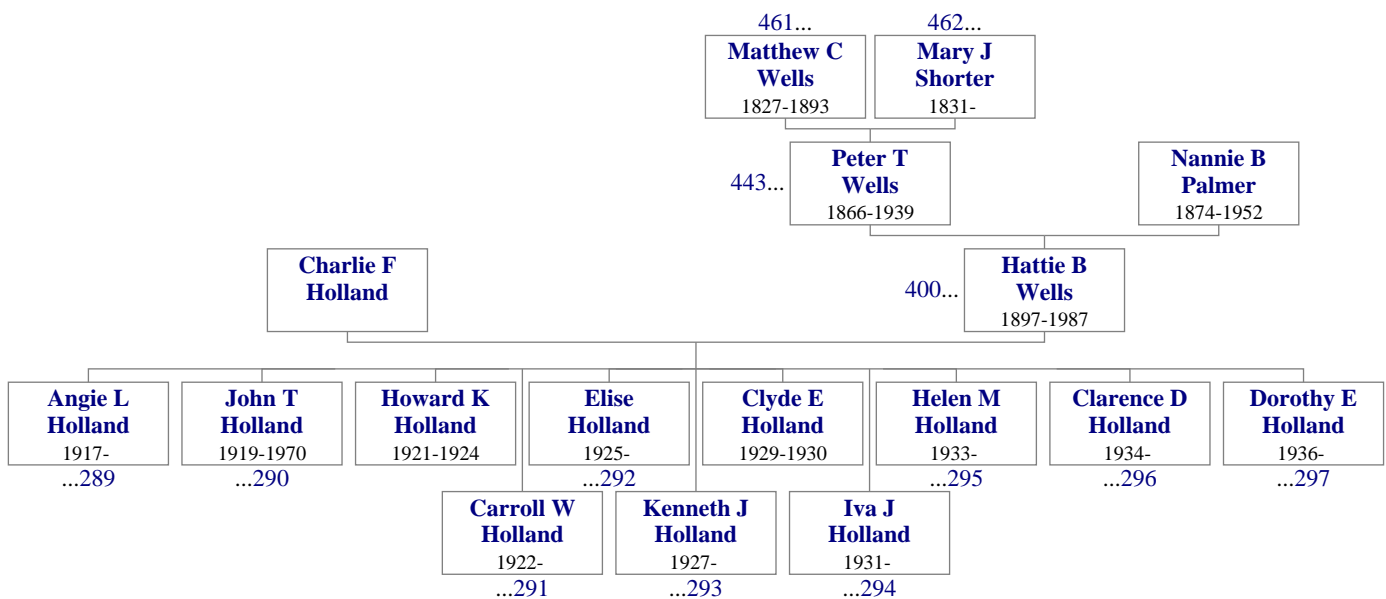 461...
Matthew C
Wells
1827-1893
462...
Mary J
Shorter
1831-
443...
Peter T
Wells
1866-1939
Nannie B
Palmer
1874-1952
Charlie F
Holland
400...
Hattie B
Wells
1897-1987
Angie L
Holland
1917-
...289
John T
Holland
1919-1970
...290
Howard K
Holland
1921-1924
Elise
Holland
1925-
...292
Clyde E
Holland
1929-1930
Helen M
Holland
1933-
...295
Clarence D
Holland
1934-
...296
Dorothy E
Holland
1936-
...297
Carroll W
Holland
1922-
...291
Kenneth J
Holland
1927-
...293
Iva J
Holland
1931-
...294